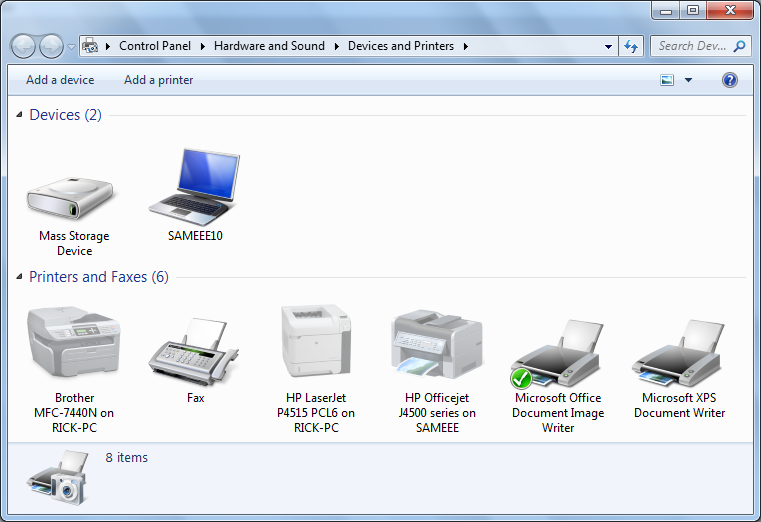 Control Panel Hardware and Sound Devices and Printers Search Dev...
Add a device Add a printer
Devices (2)
Mass Storage
Device
SAMEEE10
Printers and Faxes (6)
Brother
MFC-7440N on
RICK-PC
Fax
HP LaserJet
P4515 PCL6 on
RICK-PC
HP Officejet
J4500 series on
SAMEEE
Microsoft Office
Document Image
Writer
Microsoft XPS
Document Writer
8 items